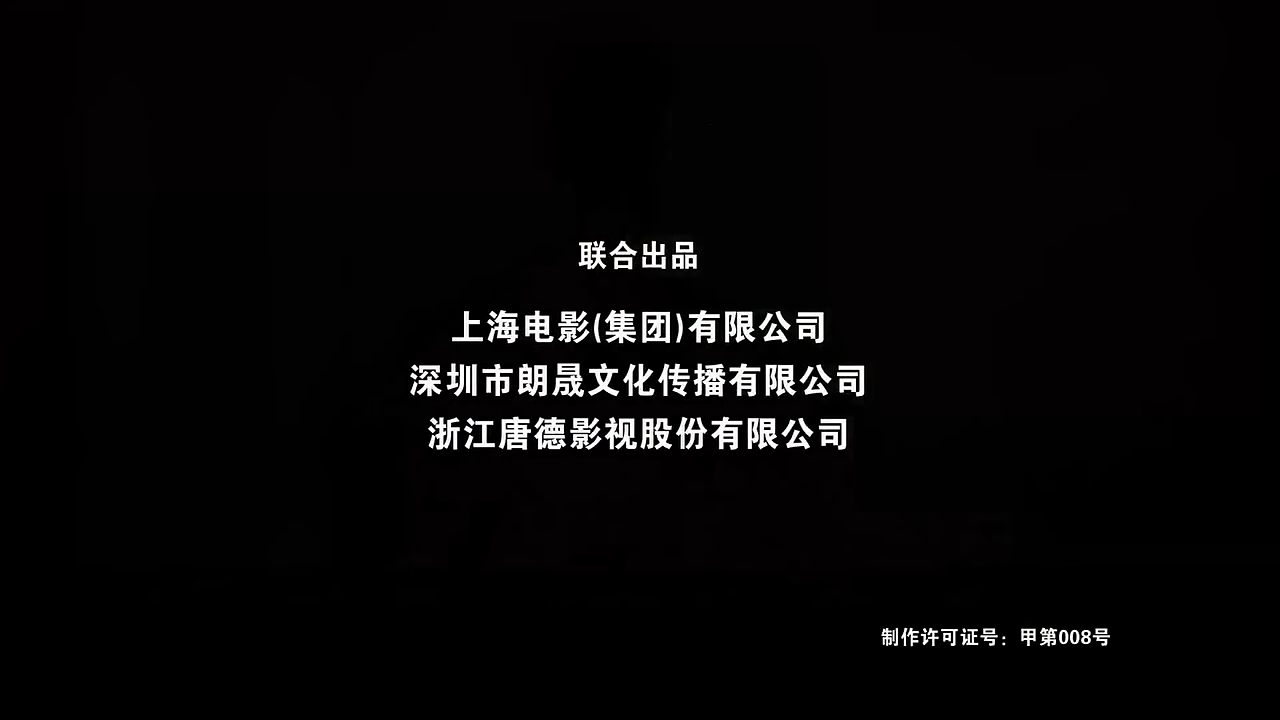 联合出品
上海电影(集团)有限公司
深圳市朗晟文化传播有限公司
浙江唐德影视股份有限公司
制作许可证号：甲第008号